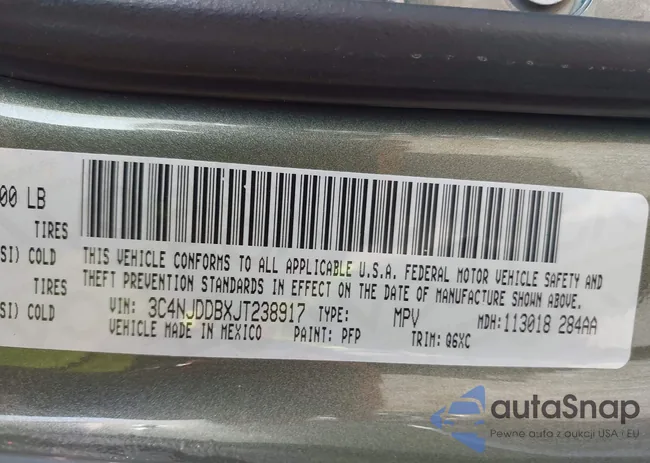 00 LB
TIRES
SI) COLD
TIRES
SI) COLD
THIS VEHICLE CONFORMS TO ALL APPLICABLE U.S.A. FEDERAL MOTOR VEHICLE SAFETY AND
THEFT PREVENTION STANDARDS IN EFFECT ON THE DATE OF MANUFACTURE SHOWN ABOVE.
VIN: 3C4NJDDBXJT238917 TYPE: MPV MDH:113018 284AA
VEHICLE MADE IN MEXICO PAINT: PFP TRIM: Q6XC
autaSnap
Pewne auta z aukcji USA i EU